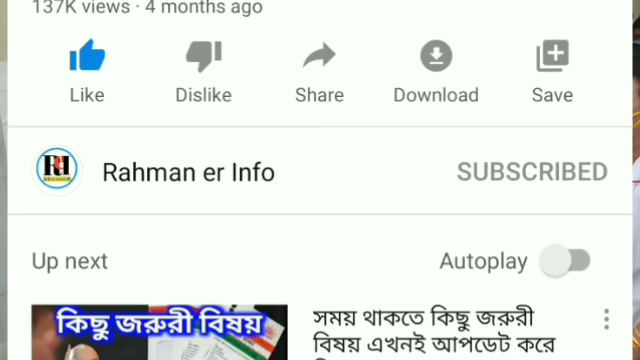 137K views · 4 months ago
Like
Dislike
Share
Download
Save
Rahman er Info
SUBSCRIBED
Up next
Autoplay
কিছু জরুরী বিষয়
সময় থাকতে কিছু জরুরী
বিষয় এখনই আপডেট করে